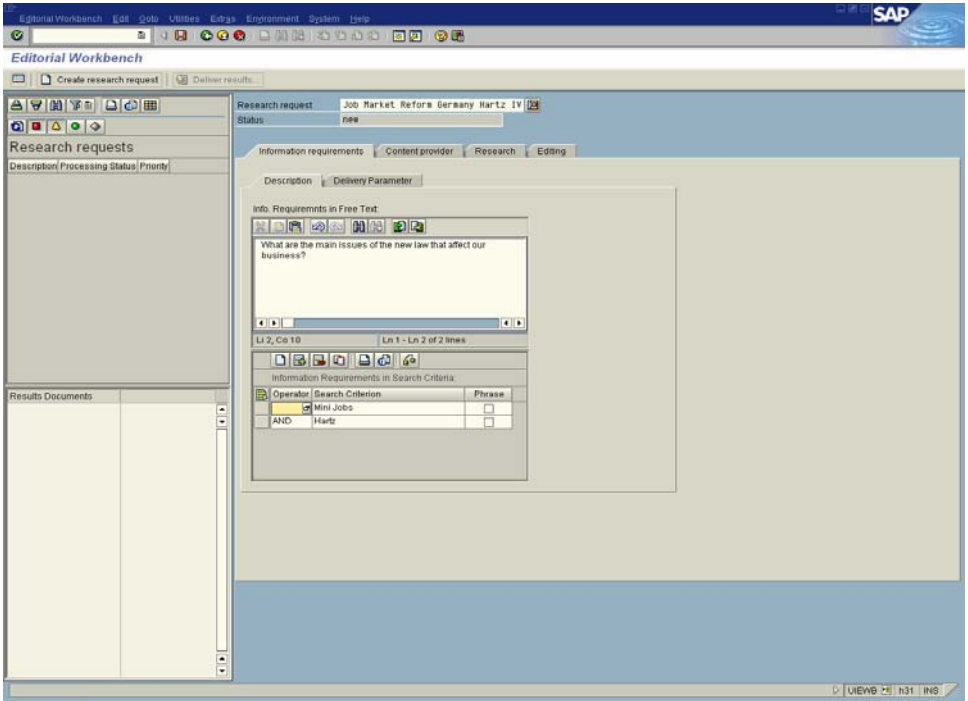 Editorial Workbench Edit Goto Utilities Extras Environment System Help
SAP
Editorial Workbench
Create research request Deliver results...
Research request Job Market Reform Germany Hartz IV
Status new
Research requests
Description Processing Status Priority
Information requirements Content provider Research Editing
Description Delivery Parameter
Info. Requiremnts in Free Text:
What are the main issues of the new law that affect our
business?
Li 2, Co 10 Ln 1 - Ln 2 of 2 lines
Information Requirements in Search Criteria:
Operator Search Criterion Phrase
Mini Jobs
AND Hartz
Results Documents
UIEWB h31 INS